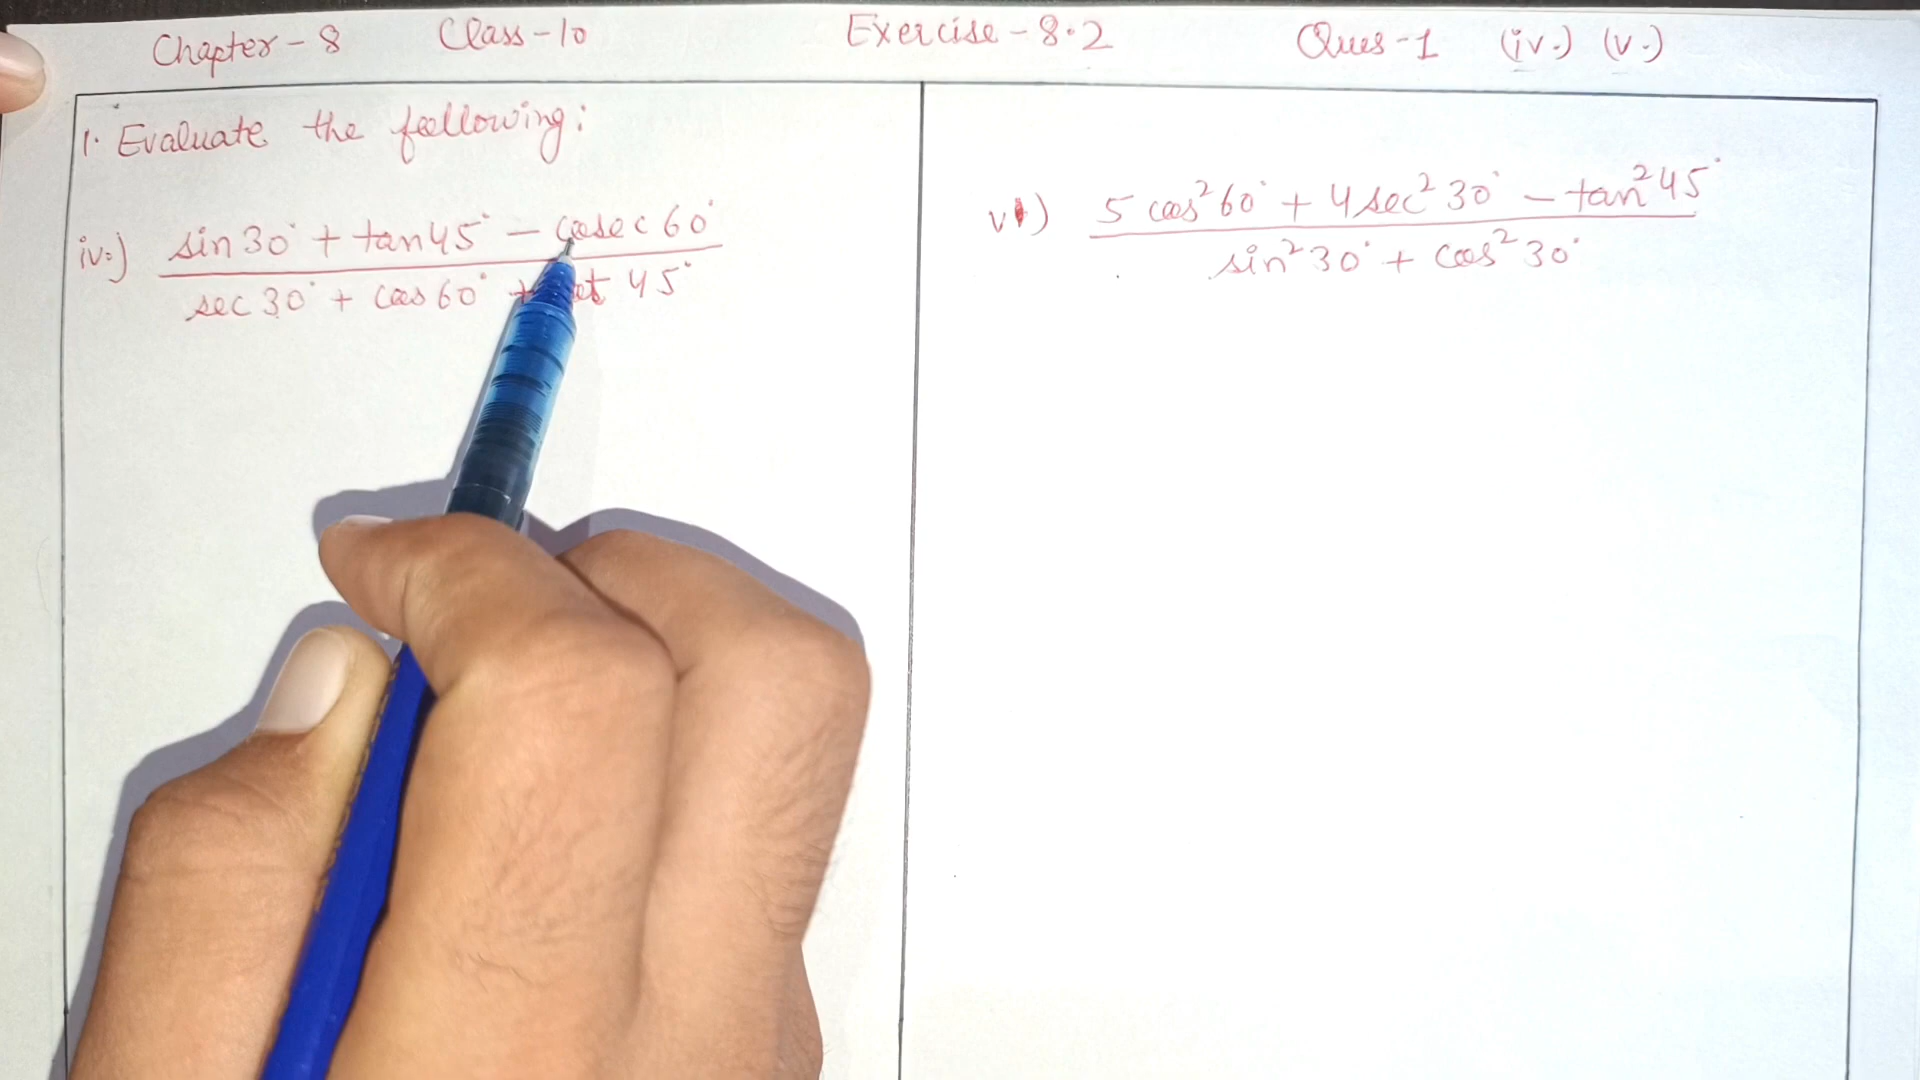 Chapter - 8 Class - 10 Exercise - 8.2 Ques - 1 (iv.) (v.)
1. Evaluate the following:
iv.) sin 30° + tan 45° - cosec 60°
sec 30° + cos 60° + 45°
v) 5 cos² 60° + 4 sec² 30° - tan² 45°
sin² 30° + cos² 30°